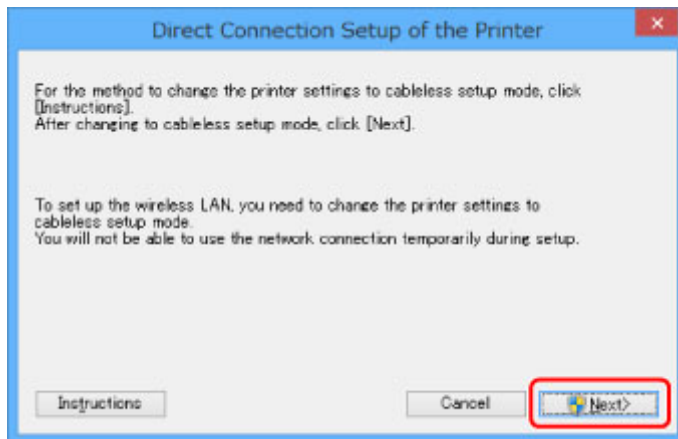 Direct Connection Setup of the Printer
For the method to change the printer settings to cableless setup mode, click
[Instructions].
After changing to cableless setup mode, click [Next].
To set up the wireless LAN, you need to change the printer settings to
cableless setup mode.
You will not be able to use the network connection temporarily during setup.
Instructions
Cancel
Next>